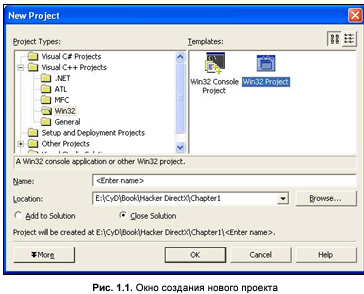 New Project
Project Types:
Templates:
Visual C# Projects
Visual C++ Projects
.NET
ATL
MFC
Win32
General
Setup and Deployment Projects
Other Projects
Win32 Console Project
Win32 Project
A Win32 console application or other Win32 project.
Name:
<Enter name>
Location:
E:\CyD\Book\Hacker DirectX\Chapter1
Browse...
Add to Solution
Close Solution
Project will be created at E:\CyD\Book\Hacker DirectX\Chapter1\<Enter name>.
More
OK
Cancel
Help
Рис. 1.1. Окно создания нового проекта